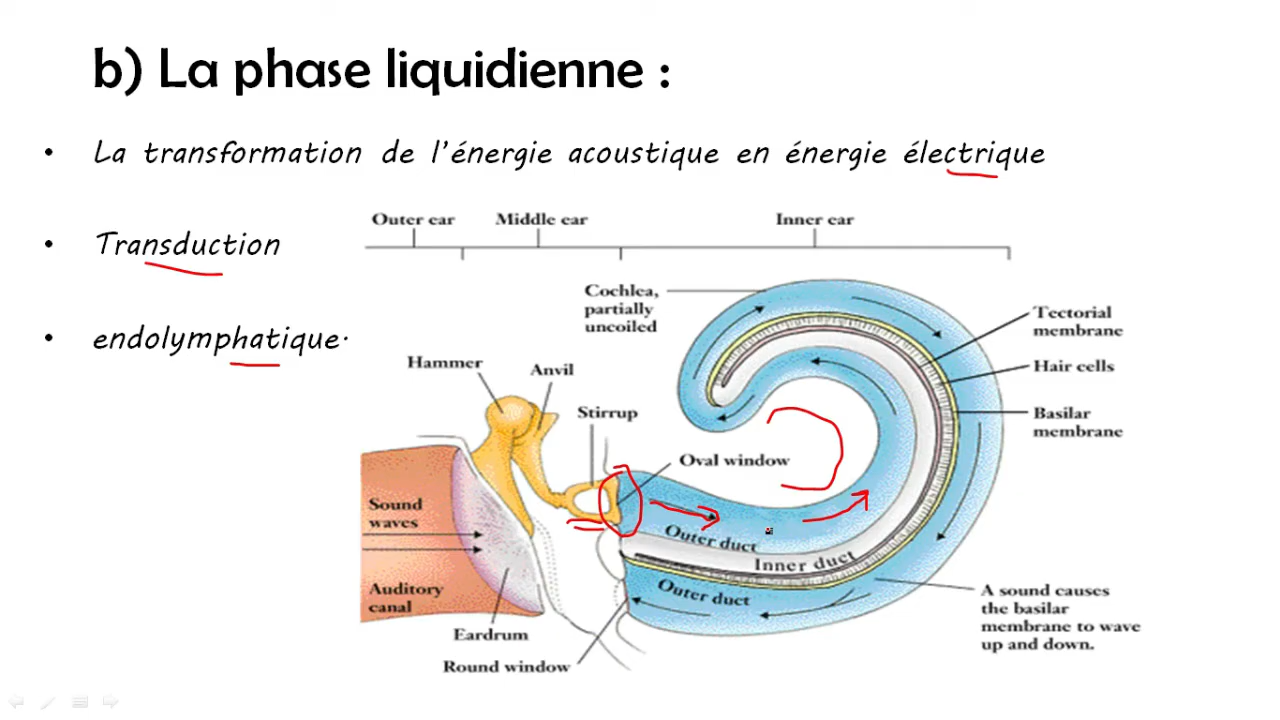 b) La phase liquidienne :
• La transformation de l'énergie acoustique en énergie électrique
• Transduction
• endolymphatique.
Outer ear
Middle ear
Inner ear
Cochlea,
partially
uncoiled
Tectorial
membrane
Hair cells
Basilar
membrane
Hammer
Anvil
Stirrup
Oval window
Sound
waves
Outer duct
Inner duct
Outer duct
Auditory
canal
Eardrum
Round window
A sound causes
the basilar
membrane to wave
up and down.